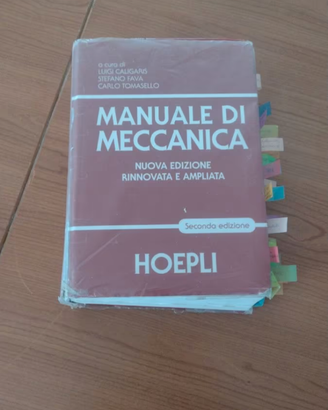 a cura di
LUIGI CALIGARIS
STEFANO FAVA
CARLO TOMASELLO
MANUALE DI
MECCANICA
NUOVA EDIZIONE
RINNOVATA E AMPLIATA
Seconda edizione
HOEPLI